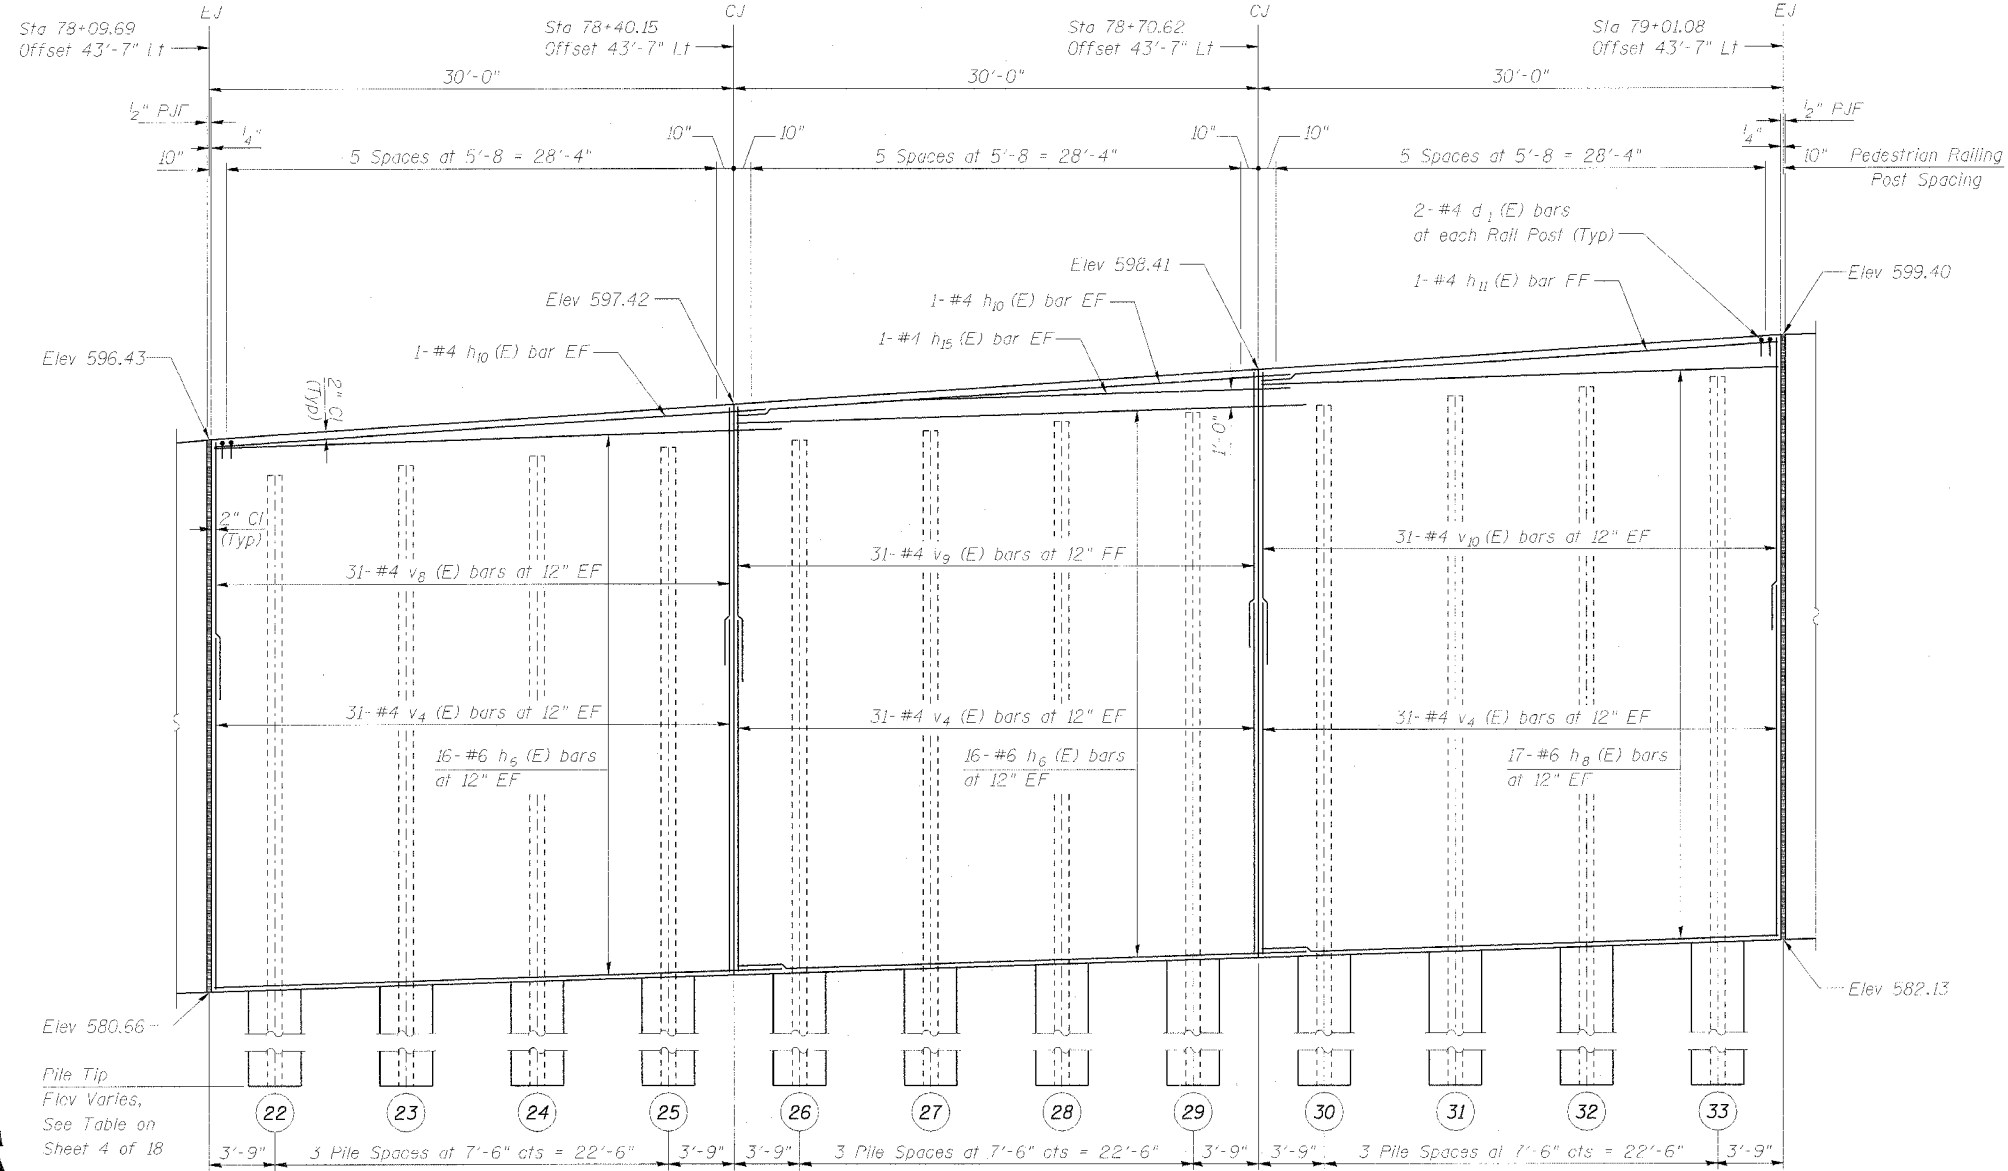 EJ
CJ
CJ
EJ
Sta 78+09.69
Offset 43'-7" Lt
Sta 78+40.15
Offset 43'-7" Lt
Sta 78+70.62
Offset 43'-7" Lt
Sta 79+01.08
Offset 43'-7" Lt
30'-0"
30'-0"
30'-0"
1/2" PJF
1/4"
10"
5 Spaces at 5'-8 = 28'-4"
10"
10"
5 Spaces at 5'-8 = 28'-4"
10"
10"
5 Spaces at 5'-8 = 28'-4"
1/2" PJF
1/4"
10"
Pedestrian Railing
Post Spacing
2-#4 d1 (E) bars
at each Rail Post (Typ)
Elev 598.41
Elev 599.40
1-#4 h11 (E) bar EF
Elev 597.42
1-#4 h10 (E) bar EF
1-#4 h15 (E) bar EF
Elev 596.43
1-#4 h10 (E) bar EF
2" Cl
(Typ)
1'-0"
2" Cl
(Typ)
31-#4 v8 (E) bars at 12" EF
31-#4 v9 (E) bars at 12" EF
31-#4 v10 (E) bars at 12" EF
31-#4 v4 (E) bars at 12" EF
31-#4 v4 (E) bars at 12" EF
31-#4 v4 (E) bars at 12" EF
16-#6 h5 (E) bars
at 12" EF
16-#6 h6 (E) bars
at 12" EF
17-#6 h8 (E) bars
at 12" EF
Elev 580.66
Elev 582.13
Pile Tip
Elev Varies,
See Table on
Sheet 4 of 18
22
23
24
25
26
27
28
29
30
31
32
33
3'-9"
3 Pile Spaces at 7'-6" cts = 22'-6"
3'-9"
3'-9"
3 Pile Spaces at 7'-6" cts = 22'-6"
3'-9"
3'-9"
3 Pile Spaces at 7'-6" cts = 22'-6"
3'-9"